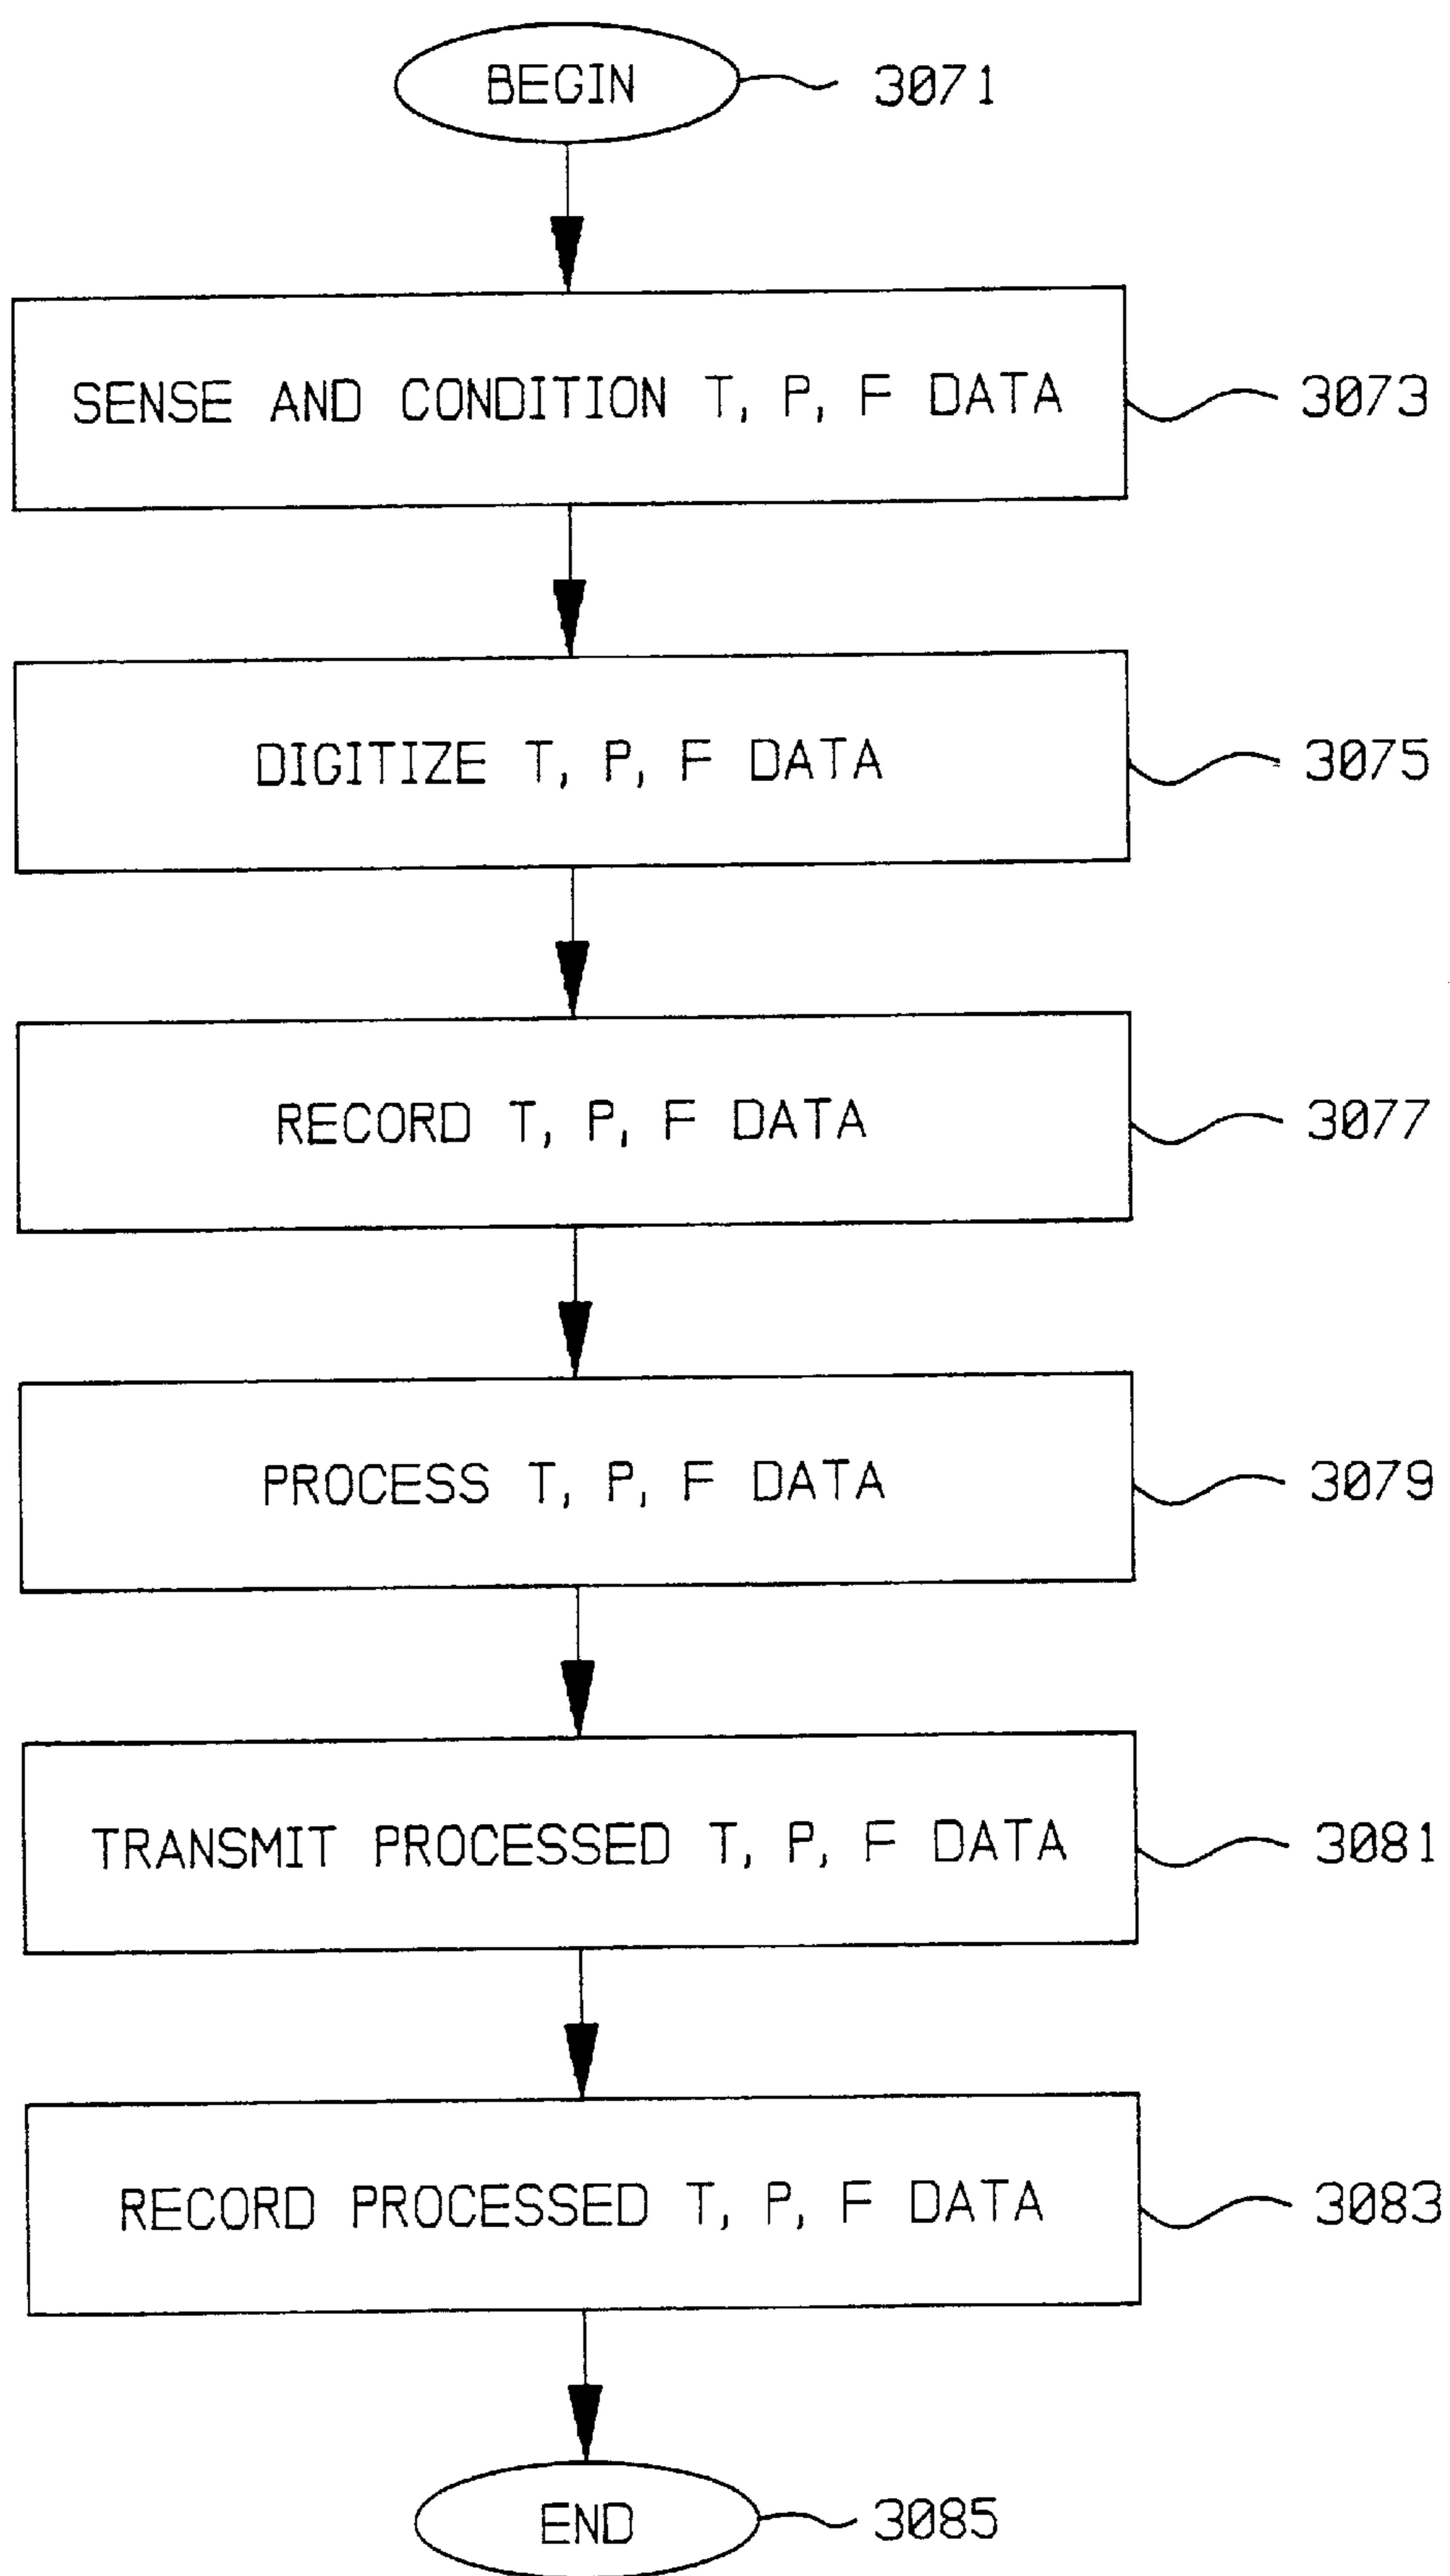 BEGIN 3071
SENSE AND CONDITION T, P, F DATA 3073
DIGITIZE T, P, F DATA 3075
RECORD T, P, F DATA 3077
PROCESS T, P, F DATA 3079
TRANSMIT PROCESSED T, P, F DATA 3081
RECORD PROCESSED T, P, F DATA 3083
END 3085